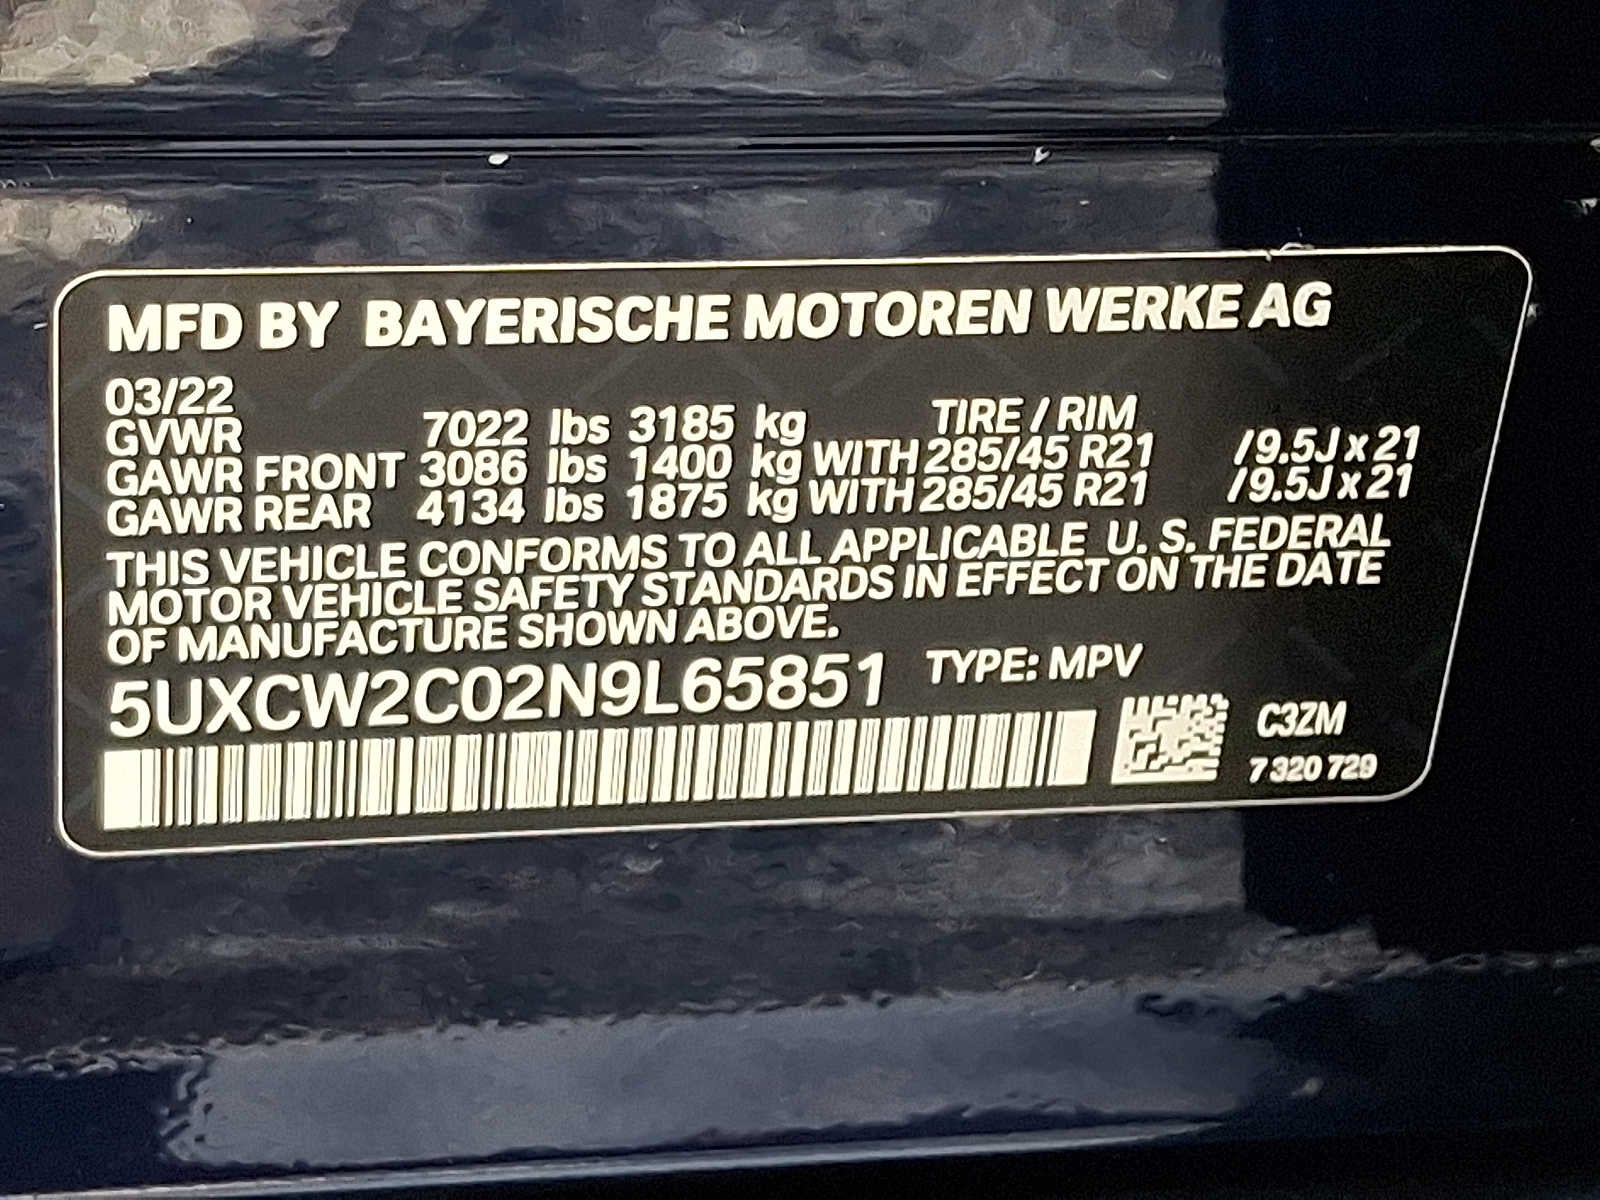 MFD BY BAYERISCHE MOTOREN WERKE AG
03/22 TIRE / RIM
GVWR 7022 lbs 3185 kg
GAWR FRONT 3086 lbs 1400 kg WITH 285/45 R21 /9.5J x 21
GAWR REAR 4134 lbs 1875 kg WITH 285/45 R21 /9.5J x 21
THIS VEHICLE CONFORMS TO ALL APPLICABLE U. S. FEDERAL
MOTOR VEHICLE SAFETY STANDARDS IN EFFECT ON THE DATE
OF MANUFACTURE SHOWN ABOVE.
5UXCW2C02N9L65851 TYPE: MPV
C3ZM
7 320 729